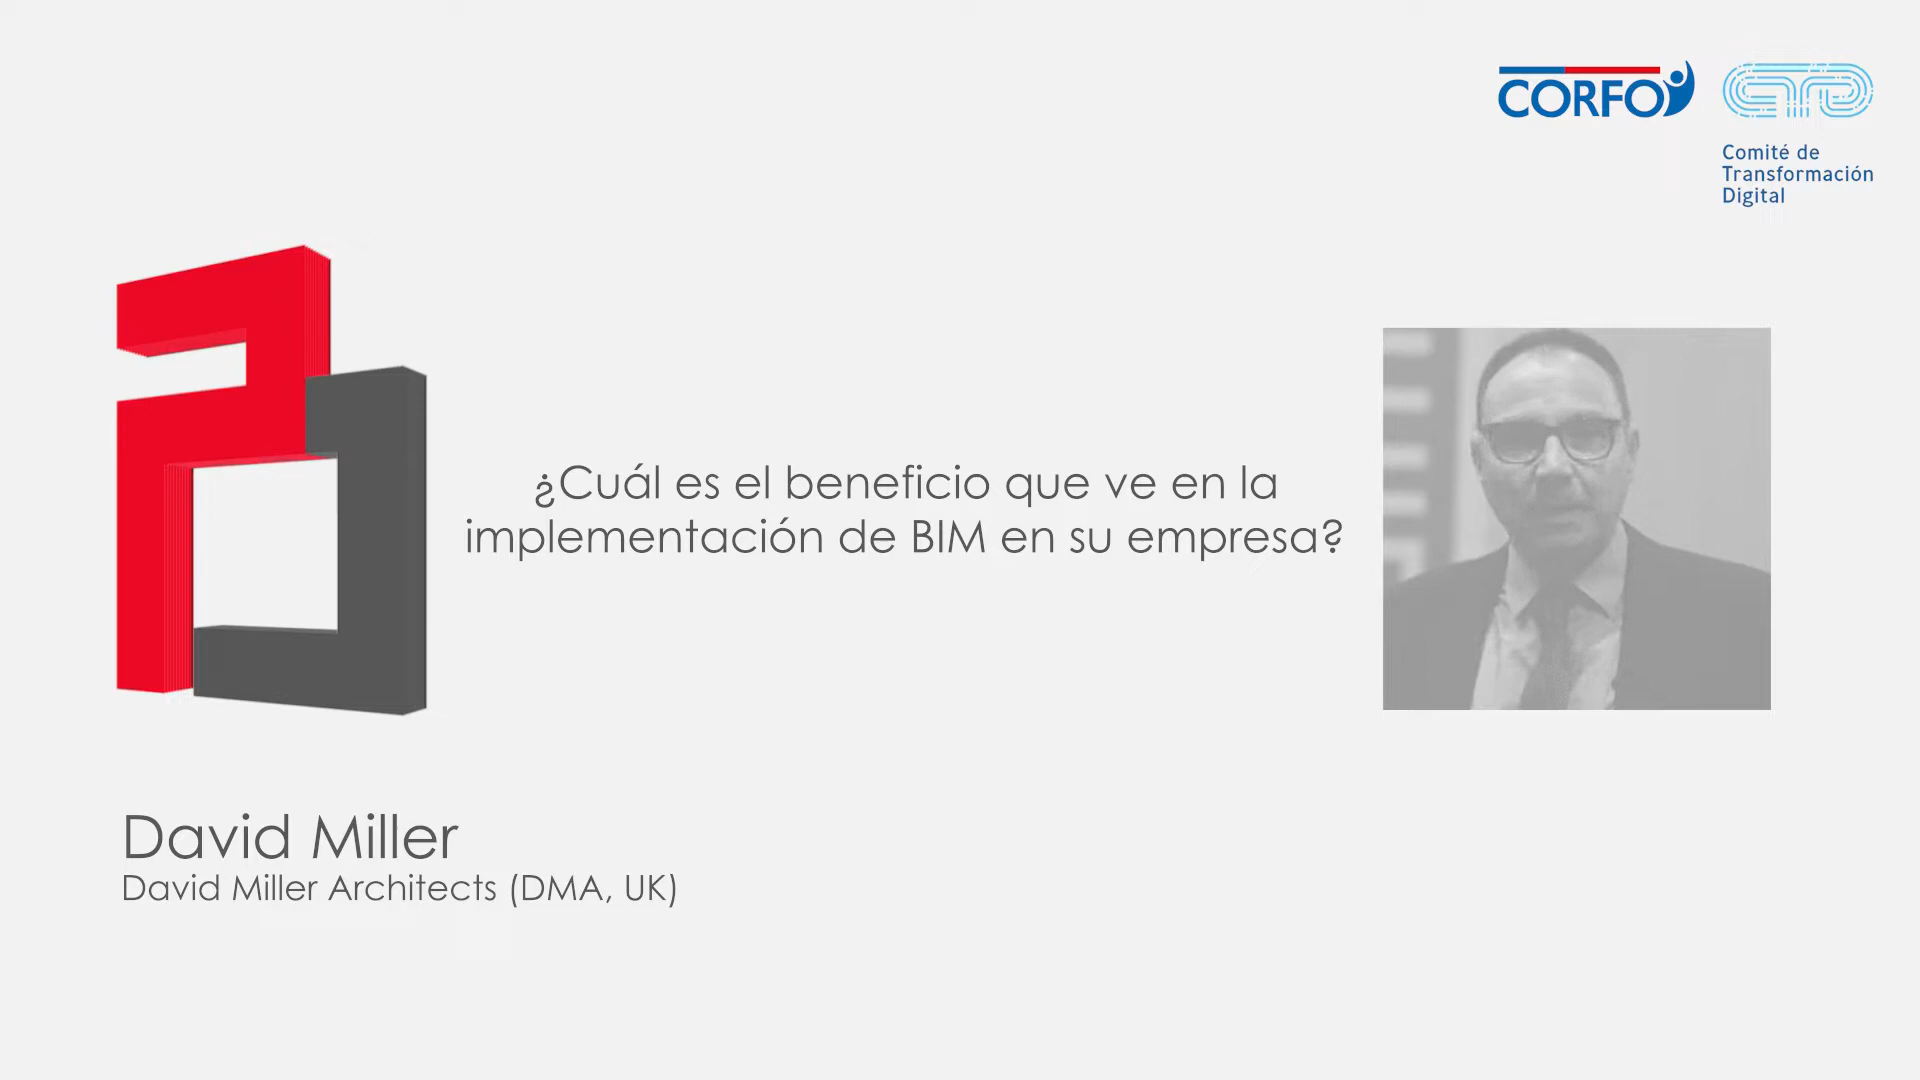 CORFO
Comité de
Transformación
Digital
¿Cuál es el beneficio que ve en la
implementación de BIM en su empresa?
David Miller
David Miller Architects (DMA, UK)